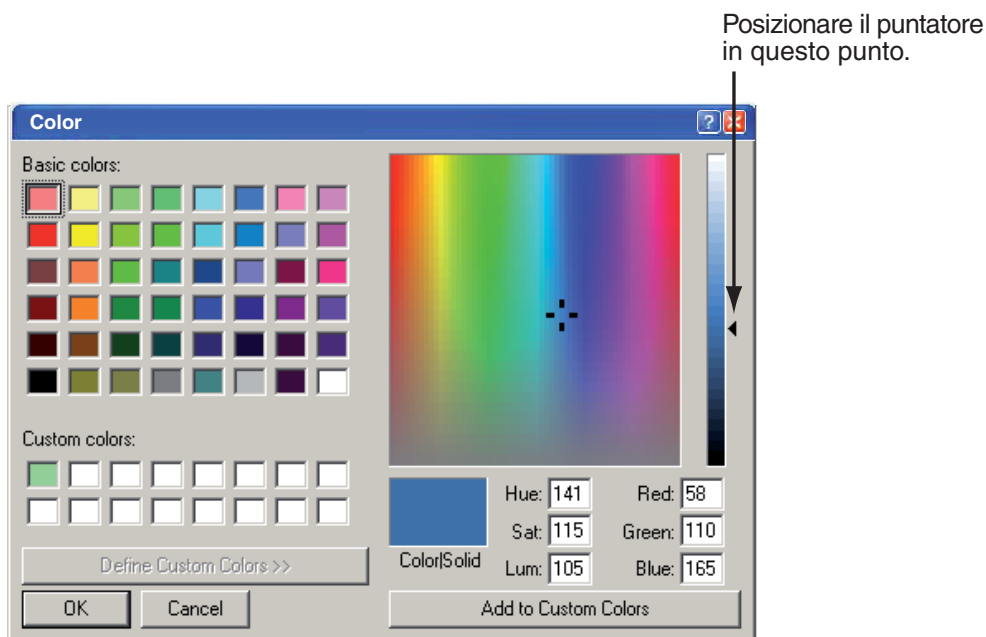 Posizionare il puntatore
in questo punto.
Color
?
Basic colors:
Custom colors:
Define Custom Colors >>
OK
Cancel
Color|Solid
Hue: 141
Sat: 115
Lum: 105
Red: 58
Green: 110
Blue: 165
Add to Custom Colors